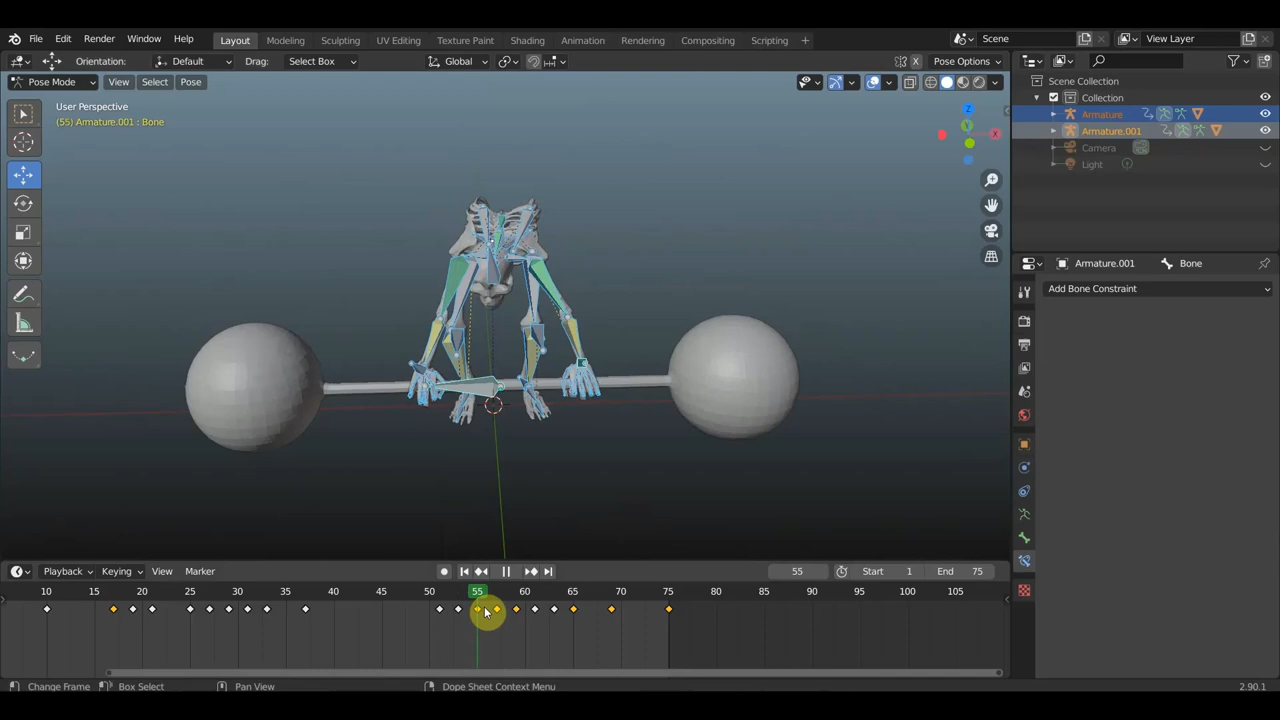 File Edit Render Window Help Layout Modeling Sculpting UV Editing Texture Paint Shading Animation Rendering Compositing Scripting + Scene View Layer
Orientation: Default Drag: Select Box Global X Pose Options
Pose Mode View Select Pose
Scene Collection
Collection
Armature
Armature.001
Camera
Light
User Perspective
(55) Armature.001 : Bone
Z
Y
X
Armature.001 Bone
Add Bone Constraint
Playback Keying View Marker 55 Start 1 End 75
10 15 20 25 30 35 40 45 50 55 60 65 70 75 80 85 90 95 100 105
Change Frame Box Select Pan View Dope Sheet Context Menu 2.90.1